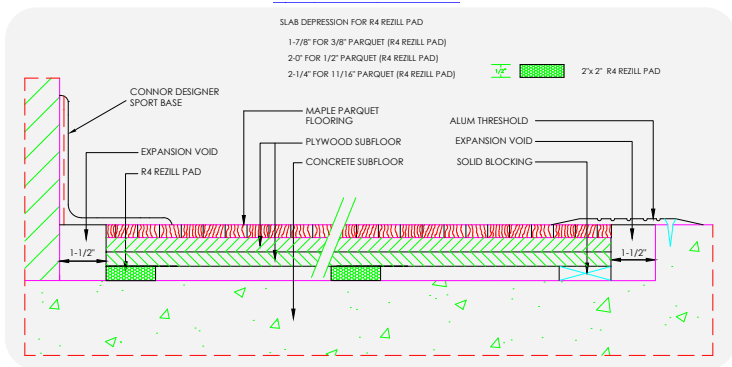 SLAB DEPRESSION FOR R4 REZILL PAD
1-7/8" FOR 3/8" PARQUET (R4 REZILL PAD)
2-0" FOR 1/2" PARQUET (R4 REZILL PAD)
2-1/4" FOR 11/16" PARQUET (R4 REZILL PAD)
1/2"
2"x 2" R4 REZILL PAD
CONNOR DESIGNER
SPORT BASE
EXPANSION VOID
R4 REZILL PAD
MAPLE PARQUET
FLOORING
PLYWOOD SUBFLOOR
CONCRETE SUBFLOOR
ALUM THRESHOLD
EXPANSION VOID
SOLID BLOCKING
1-1/2"
1-1/2"